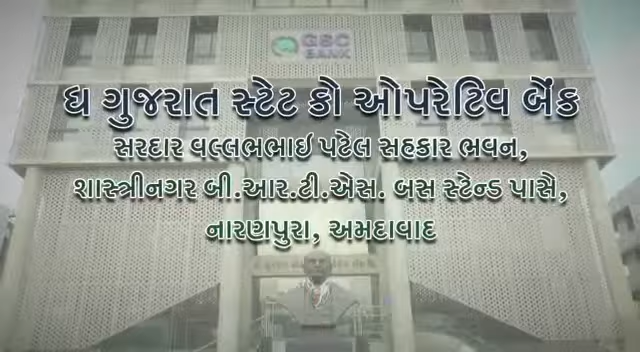 GSC
BANK
ધ ગુજરાત સ્ટેટ કો ઓપરેટિવ બેંક
સરદાર વલ્લભભાઇ પટેલ સહકાર ભવન,
શાસ્ત્રીનગર બી.આર.ટી.એસ. બસ સ્ટેન્ડ પાસે,
નારણપુરા, અમદાવાદ